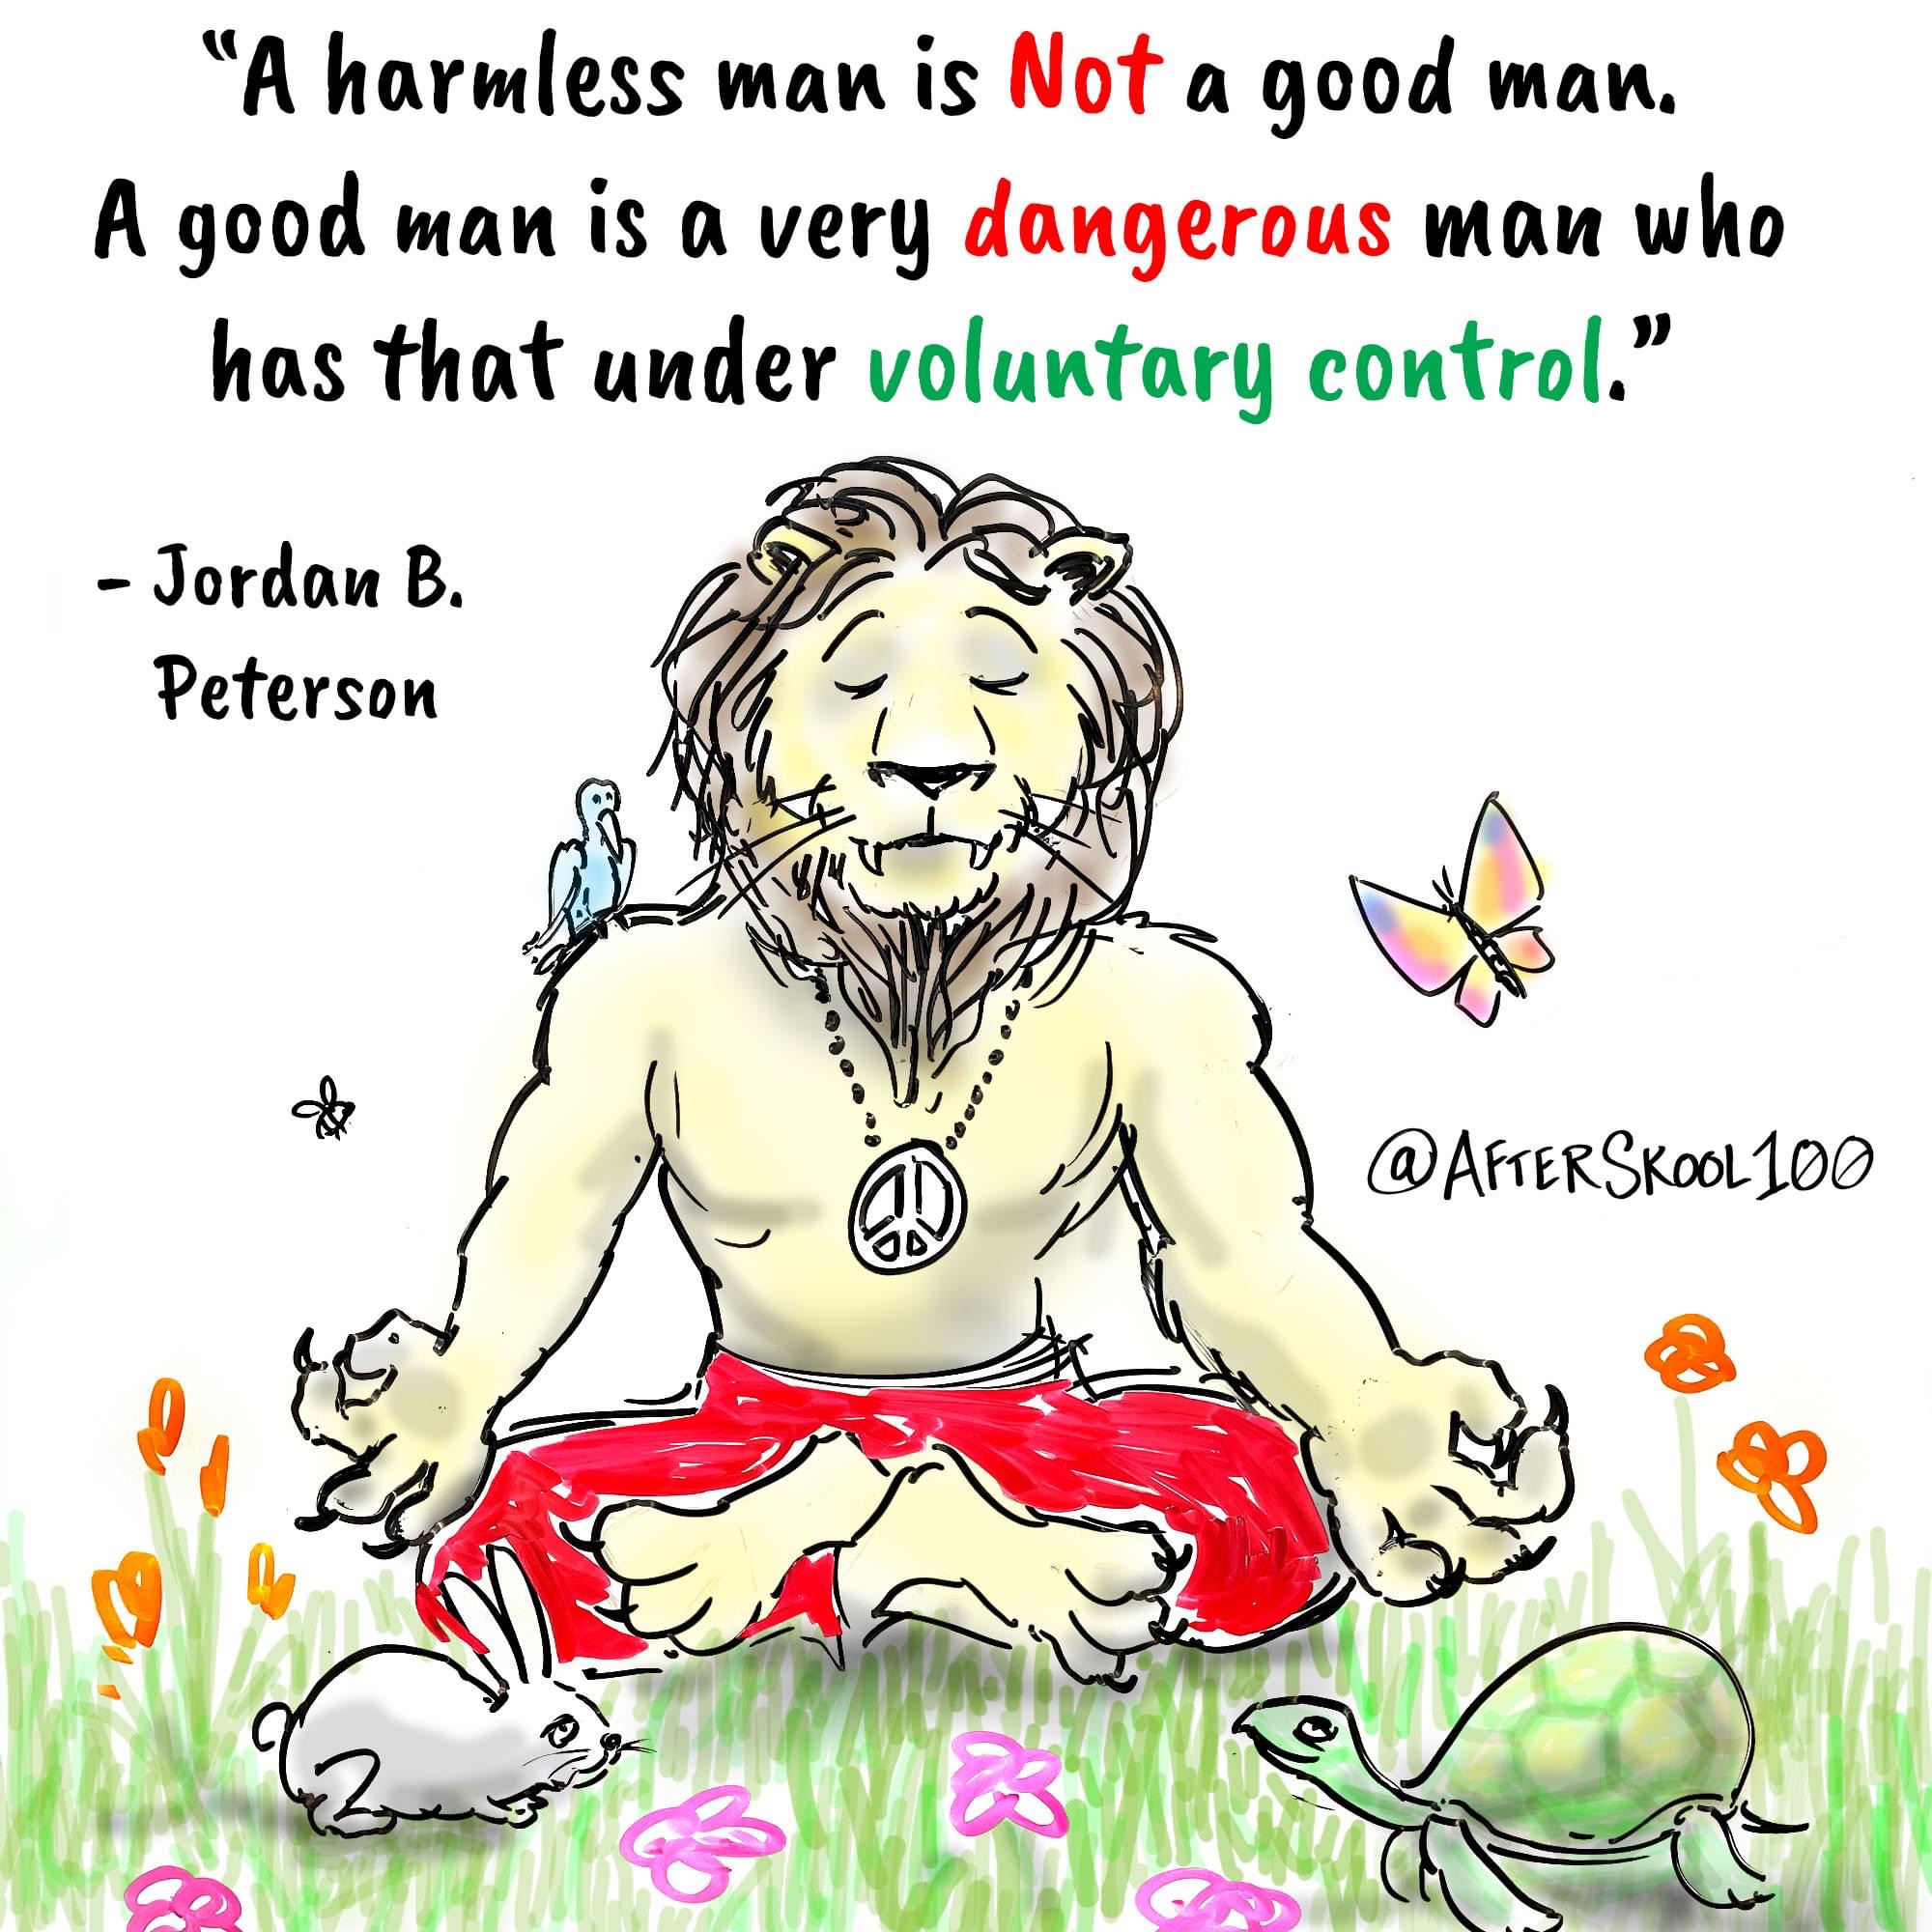 “A harmless man is Not a good man.
A good man is a very dangerous man who
has that under voluntary control.”
- Jordan B.
Peterson
@AFTERSKOOL100